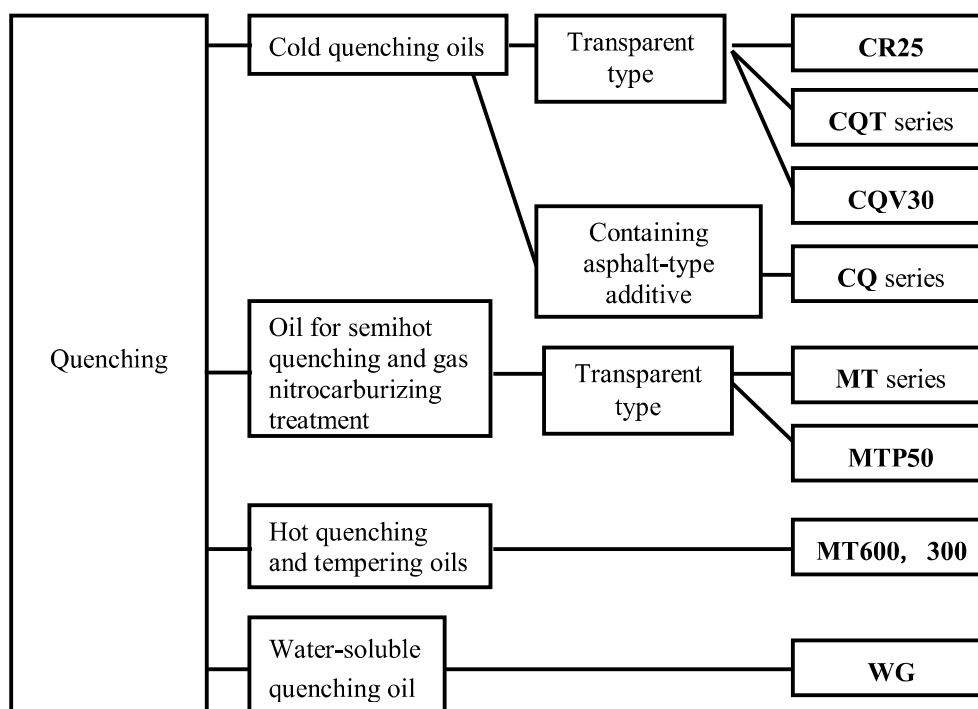 Quenching
Cold quenching oils
Transparent
type
CR25
CQT series
CQV30
Containing
asphalt-type
additive
CQ series
Oil for semihot
quenching and gas
nitrocarburizing
treatment
Transparent
type
MT series
MTP50
Hot quenching
and tempering oils
MT600, 300
Water-soluble
quenching oil
WG